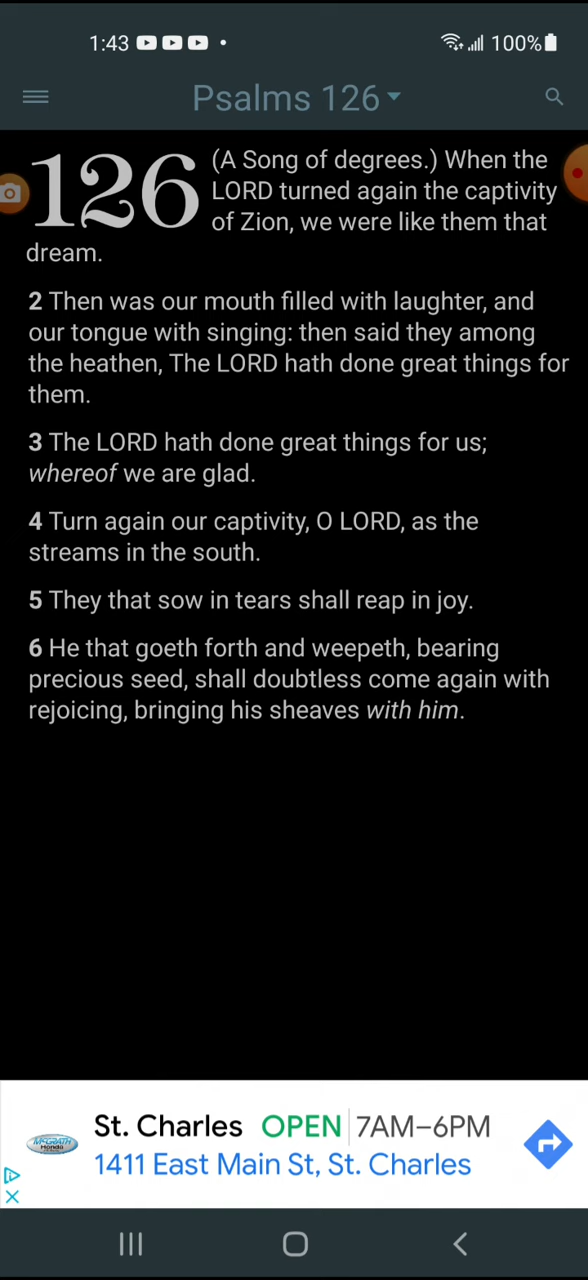 1:43
100%
Psalms 126
126 (A Song of degrees.) When the
LORD turned again the captivity
of Zion, we were like them that
dream.
2 Then was our mouth filled with laughter, and
our tongue with singing: then said they among
the heathen, The LORD hath done great things for
them.
3 The LORD hath done great things for us;
whereof we are glad.
4 Turn again our captivity, O LORD, as the
streams in the south.
5 They that sow in tears shall reap in joy.
6 He that goeth forth and weepeth, bearing
precious seed, shall doubtless come again with
rejoicing, bringing his sheaves with him.
McGRATH
Honda
St. Charles OPEN 7AM–6PM
1411 East Main St, St. Charles